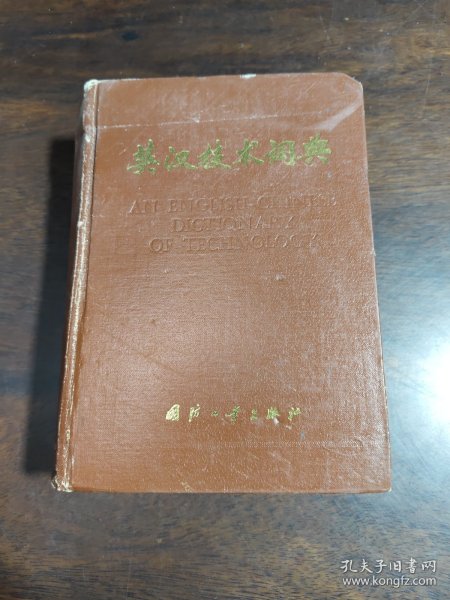 英汉技术词典
AN ENGLISH-CHINESE
DICTIONARY
OF TECHNOLOGY
国防工业出版社
孔夫子旧书网
www.kongfz.com